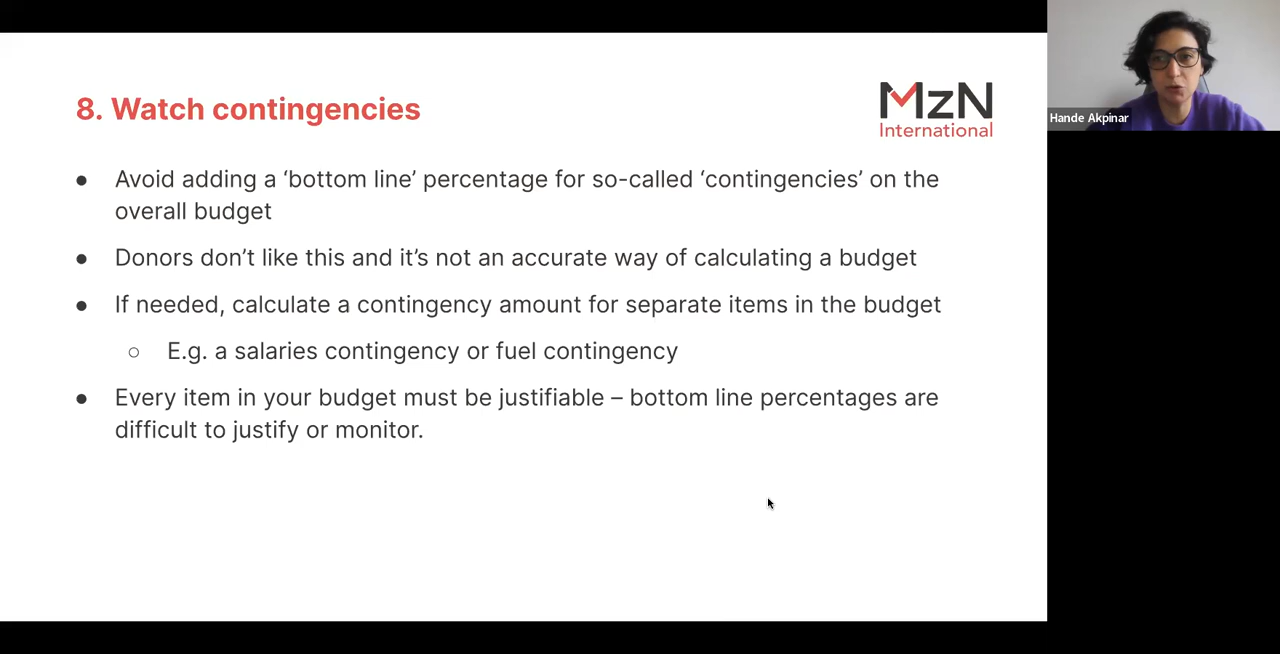 8. Watch contingencies
MzN
International
Hande Akpinar
● Avoid adding a ‘bottom line’ percentage for so-called ‘contingencies’ on the
overall budget
● Donors don’t like this and it’s not an accurate way of calculating a budget
● If needed, calculate a contingency amount for separate items in the budget
○ E.g. a salaries contingency or fuel contingency
● Every item in your budget must be justifiable – bottom line percentages are
difficult to justify or monitor.